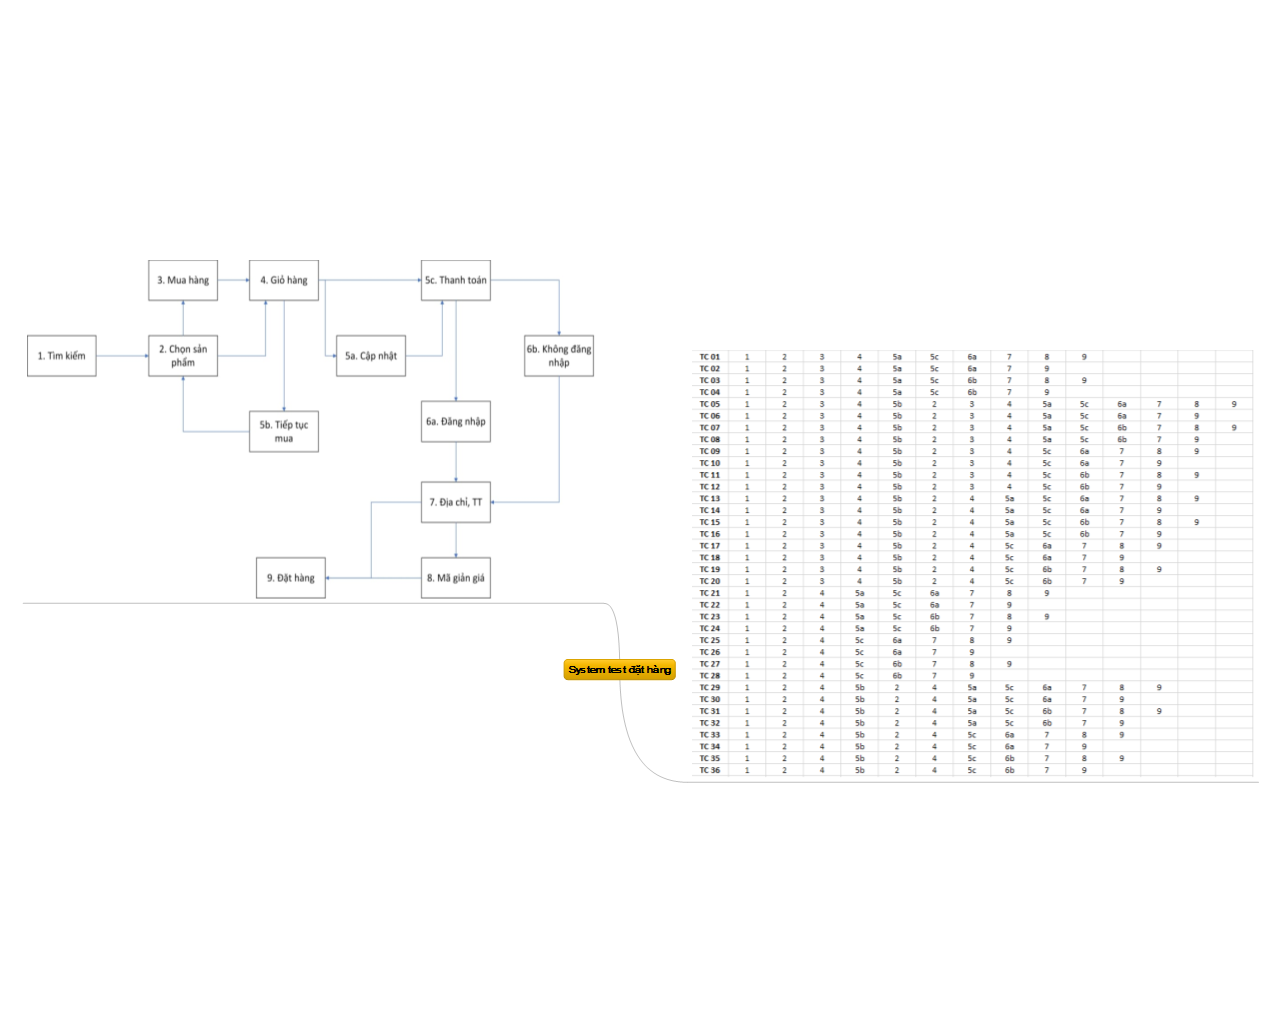 3. Mua hàng
4. Giỏ hàng
5c. Thanh toán
1. Tìm kiếm
2. Chọn sản
phẩm
5a. Cập nhật
6b. Không đăng
nhập
5b. Tiếp tục
mua
6a. Đăng nhập
7. Địa chỉ, TT
9. Đặt hàng
8. Mã giản giá
System test đặt hàng
TC 01 1 2 3 4 5a 5c 6a 7 8 9
TC 02 1 2 3 4 5a 5c 6a 7 9
TC 03 1 2 3 4 5a 5c 6b 7 8 9
TC 04 1 2 3 4 5a 5c 6b 7 9
TC 05 1 2 3 4 5b 2 3 4 5a 5c 6a 7 8 9
TC 06 1 2 3 4 5b 2 3 4 5a 5c 6a 7 9
TC 07 1 2 3 4 5b 2 3 4 5a 5c 6b 7 8 9
TC 08 1 2 3 4 5b 2 3 4 5a 5c 6b 7 9
TC 09 1 2 3 4 5b 2 3 4 5c 6a 7 8 9
TC 10 1 2 3 4 5b 2 3 4 5c 6a 7 9
TC 11 1 2 3 4 5b 2 3 4 5c 6b 7 8 9
TC 12 1 2 3 4 5b 2 3 4 5c 6b 7 9
TC 13 1 2 3 4 5b 2 4 5a 5c 6a 7 8 9
TC 14 1 2 3 4 5b 2 4 5a 5c 6a 7 9
TC 15 1 2 3 4 5b 2 4 5a 5c 6b 7 8 9
TC 16 1 2 3 4 5b 2 4 5a 5c 6b 7 9
TC 17 1 2 3 4 5b 2 4 5c 6a 7 8 9
TC 18 1 2 3 4 5b 2 4 5c 6a 7 9
TC 19 1 2 3 4 5b 2 4 5c 6b 7 8 9
TC 20 1 2 3 4 5b 2 4 5c 6b 7 9
TC 21 1 2 4 5a 5c 6a 7 8 9
TC 22 1 2 4 5a 5c 6a 7 9
TC 23 1 2 4 5a 5c 6b 7 8 9
TC 24 1 2 4 5a 5c 6b 7 9
TC 25 1 2 4 5c 6a 7 8 9
TC 26 1 2 4 5c 6a 7 9
TC 27 1 2 4 5c 6b 7 8 9
TC 28 1 2 4 5c 6b 7 9
TC 29 1 2 4 5b 2 4 5a 5c 6a 7 8 9
TC 30 1 2 4 5b 2 4 5a 5c 6a 7 9
TC 31 1 2 4 5b 2 4 5a 5c 6b 7 8 9
TC 32 1 2 4 5b 2 4 5a 5c 6b 7 9
TC 33 1 2 4 5b 2 4 5c 6a 7 8 9
TC 34 1 2 4 5b 2 4 5c 6a 7 9
TC 35 1 2 4 5b 2 4 5c 6b 7 8 9
TC 36 1 2 4 5b 2 4 5c 6b 7 9